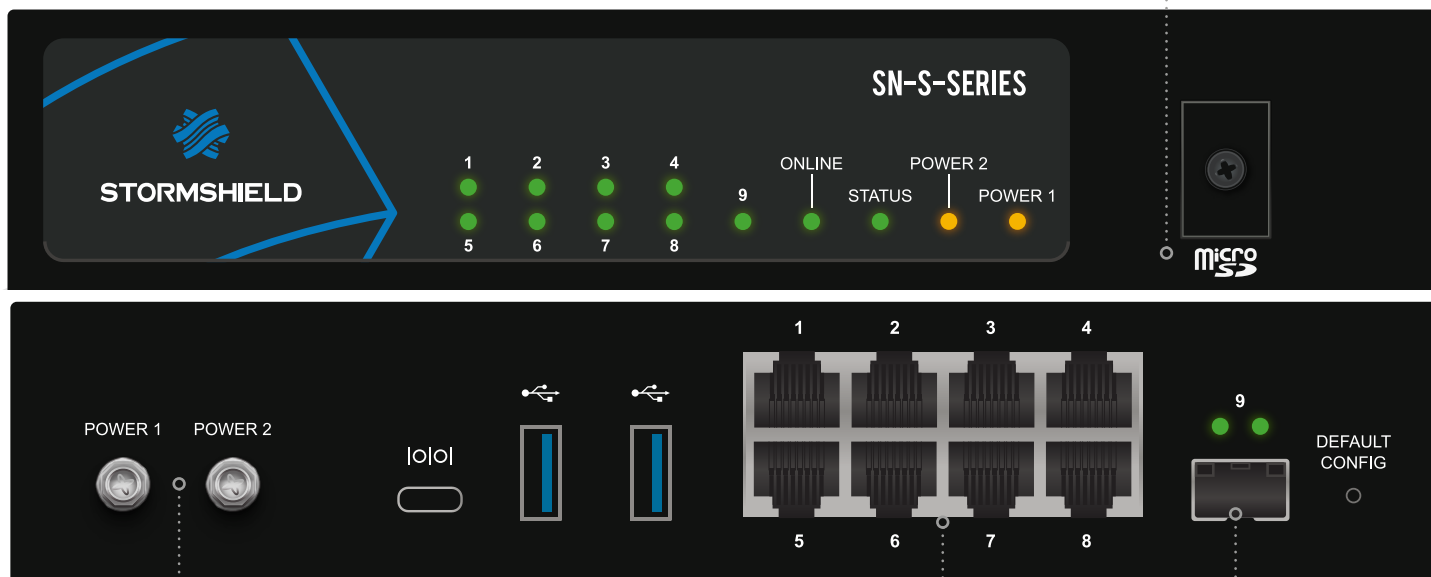 SN-S-SERIES
STORMSHIELD
1 2 3 4
ONLINE POWER 2
9 STATUS POWER 1
5 6 7 8
micro
SD
1 2 3 4
9
POWER 1 POWER 2
DEFAULT
CONFIG
|O|O|
5 6 7 8